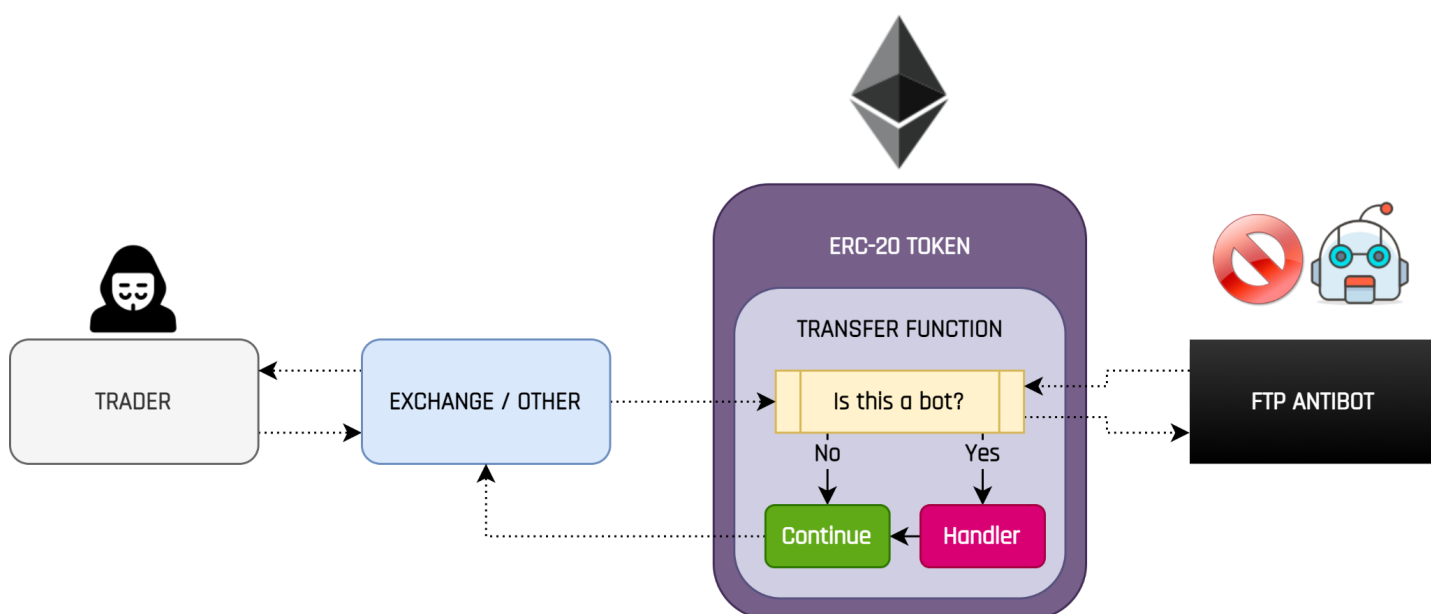 ERC-20 TOKEN
TRANSFER FUNCTION
TRADER
EXCHANGE / OTHER
Is this a bot?
FTP ANTIBOT
No
Yes
Continue
Handler